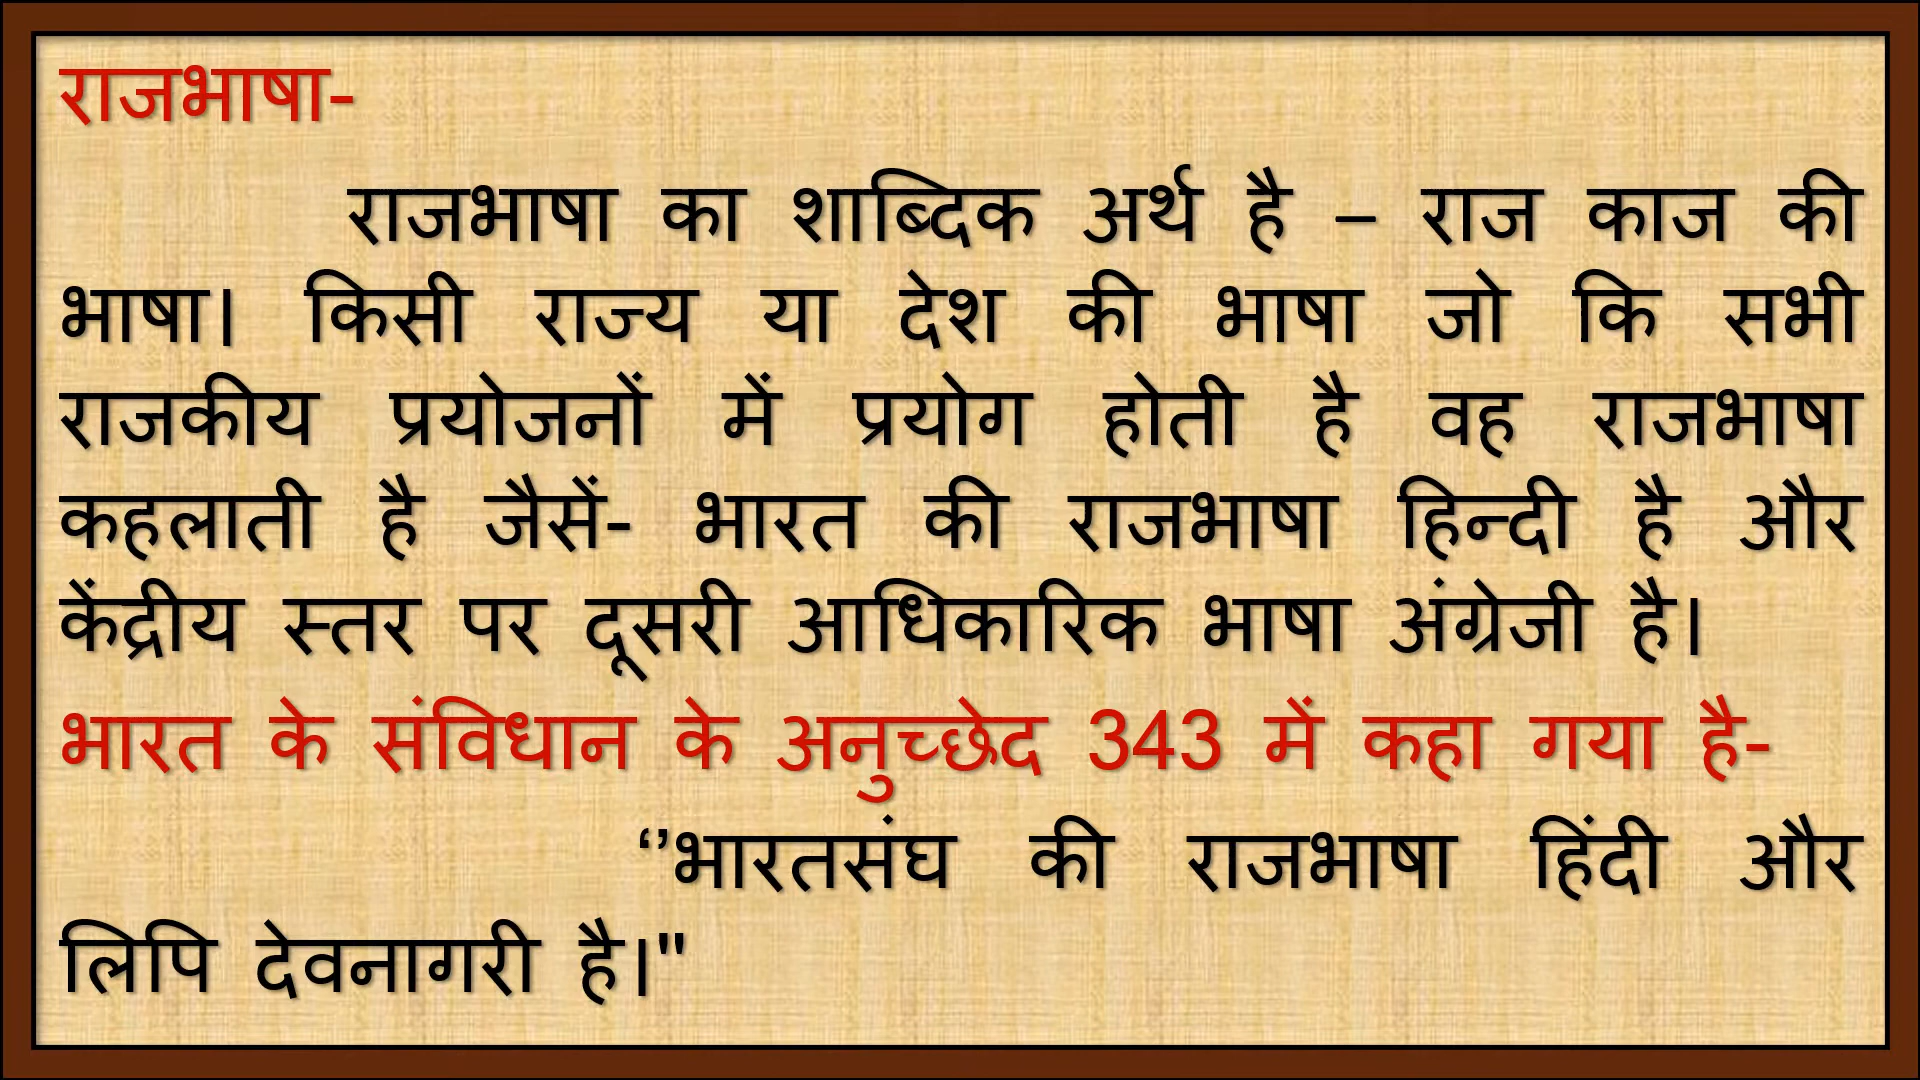 राजभाषा-
राजभाषा का शाब्दिक अर्थ है – राज काज की
भाषा। किसी राज्य या देश की भाषा जो कि सभी
राजकीय प्रयोजनों में प्रयोग होती है वह राजभाषा
कहलाती है जैसें- भारत की राजभाषा हिन्दी है और
केंद्रीय स्तर पर दूसरी आधिकारिक भाषा अंग्रेजी है।
भारत के संविधान के अनुच्छेद 343 में कहा गया है-
‘’भारतसंघ की राजभाषा हिंदी और
लिपि देवनागरी है।"